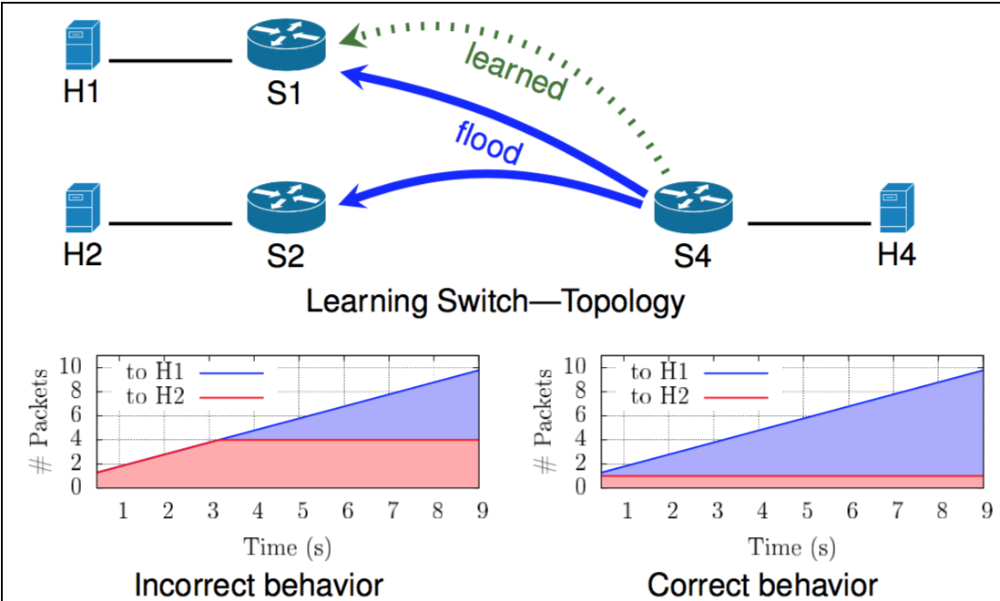 learned
H1
S1
flood
H2
S2
S4
H4
Learning Switch—Topology
# Packets
10
8
6
4
2
0
to H1
to H2
1 2 3 4 5 6 7 8 9
Time (s)
Incorrect behavior
# Packets
10
8
6
4
2
0
to H1
to H2
1 2 3 4 5 6 7 8 9
Time (s)
Correct behavior